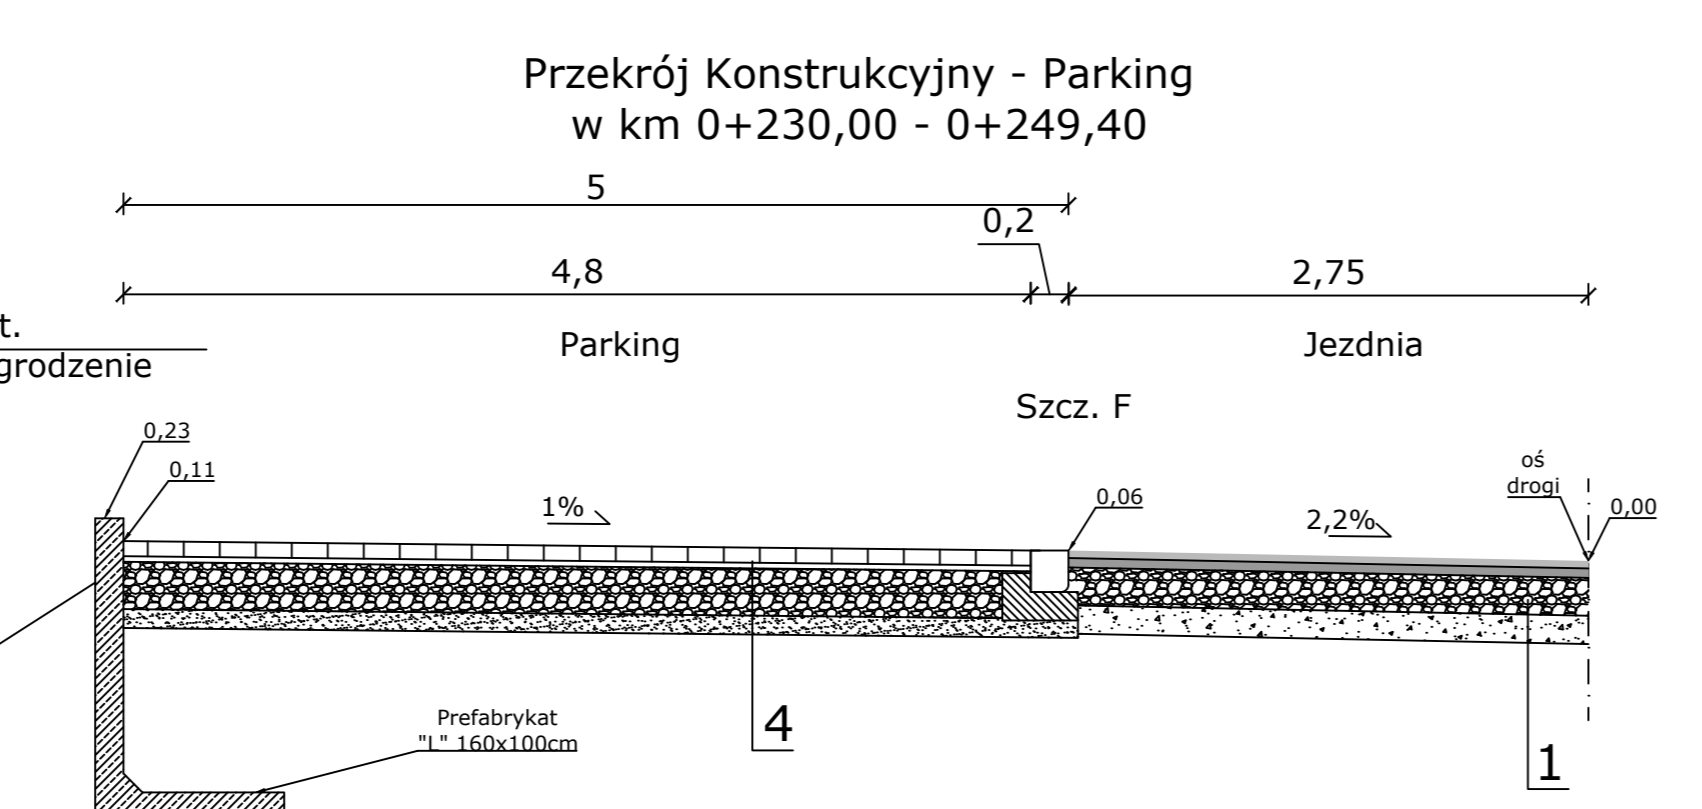 Przekrój Konstrukcyjny - Parking
w km 0+230,00 - 0+249,40
5
0,2
4,8
2,75
t.
grodzenie
Parking
Jezdnia
Szcz. F
0,23
0,11
1%
0,06
2,2%
oś
drogi
0,00
Prefabrykat
"L" 160x100cm
4
1